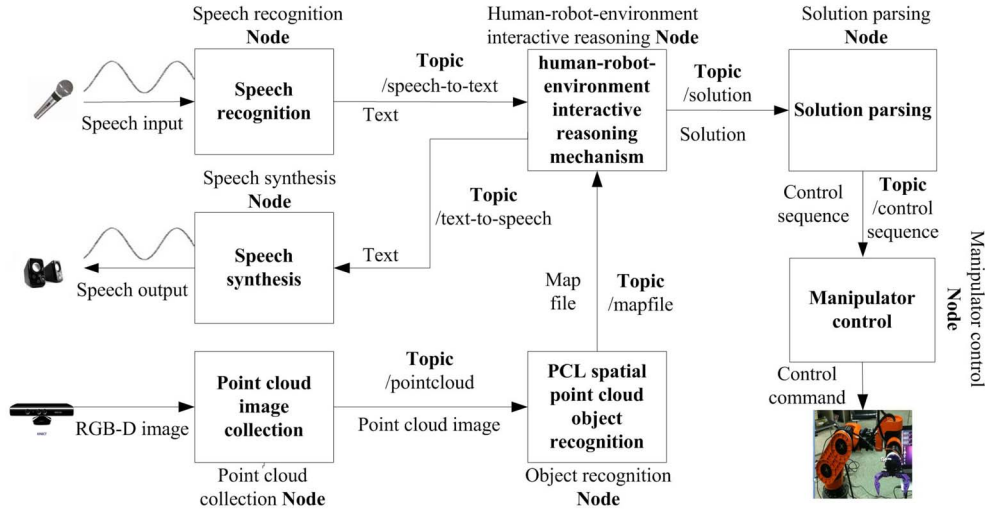 Speech recognition
Node
Human-robot-environment
interactive reasoning Node
Solution parsing
Node
Speech input
Speech
recognition
Topic
/speech-to-text
Text
human-robot-
environment
interactive
reasoning
mechanism
Topic
/solution
Solution
Solution parsing
Speech synthesis
Node
Speech output
Speech
synthesis
Topic
/text-to-speech
Text
Control
sequence
Topic
/control
sequence
Map
file
Topic
/mapfile
Manipulator
control
Manipulator control
Node
RGB-D image
Point cloud
image
collection
Topic
/pointcloud
Point cloud image
PCL spatial
point cloud
object
recognition
Control
command
Point cloud
collection Node
Object recognition
Node